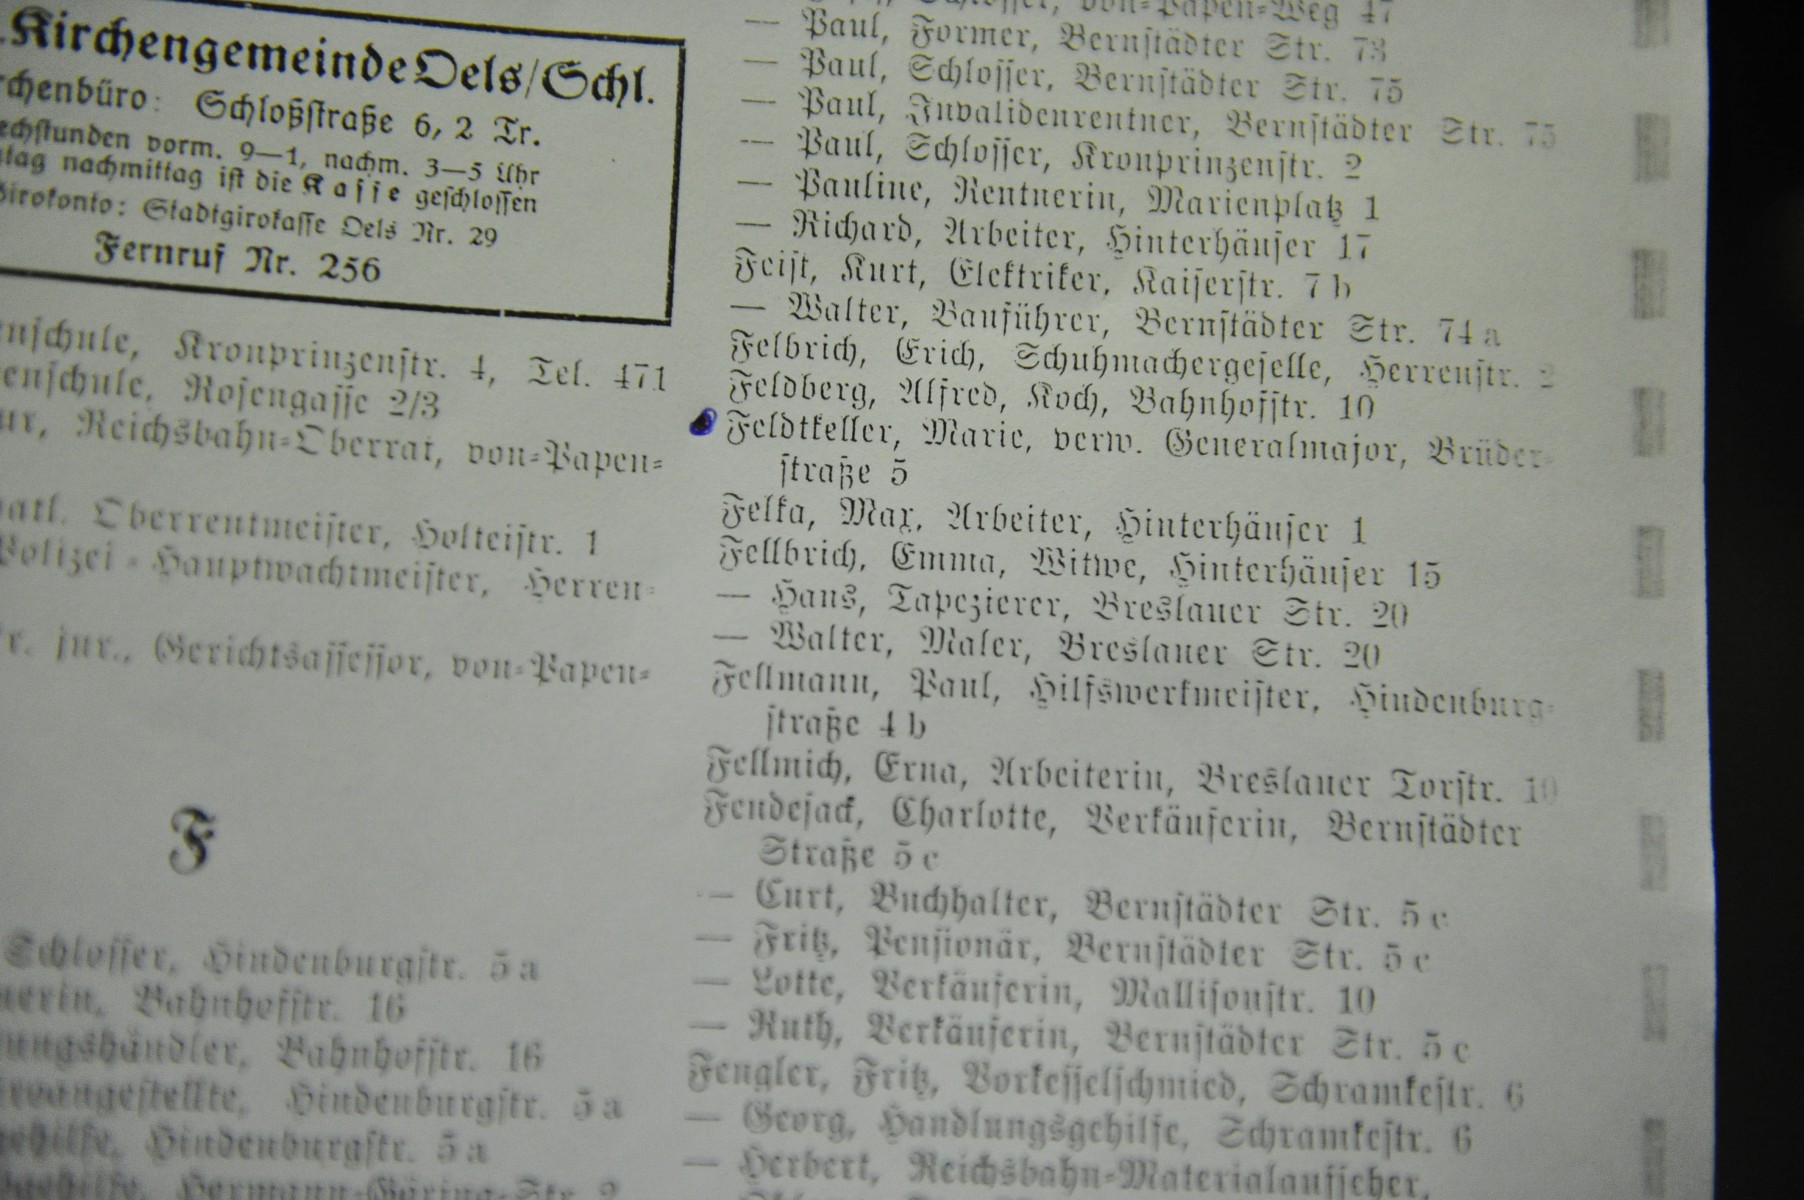 Kirchengemeinde Oels/Schl.
Schloßstraße 6, 2 Tr.
vorm. 9—1, nachm. 3—5 Uhr
nachmittag ist die Kasse geschlossen
Stadtgirokasse Oels Nr. 29
Fernruf Nr. 256
Kronprinzenstr. 4, Tel. 471
Rosengasse 2/3
Reichsbahn-Oberrat, von-Papen-
Oberrentmeister, Holteistr. 1
Polizei-Hauptwachtmeister, Herren-
jur., Gerichtsassessor, von-Papen-
F
Schlosser, Hindenburgstr. 5a
Bahnhofstr. 16
Bahnhofstr. 16
Hindenburgstr. 5a
Hindenburgstr. 5a
Hermann-Göring-Str. 2
von-Papen-Weg 47
— Paul, Former, Bernstädter Str. 73
— Paul, Schlosser, Bernstädter Str. 75
— Paul, Invalidenrentner, Bernstädter Str. 75
— Paul, Schlosser, Kronprinzenstr. 2
— Pauline, Rentnerin, Marienplatz 1
— Richard, Arbeiter, Hinterhäuser 17
Feist, Kurt, Elektriker, Kaiserstr. 7b
— Walter, Bauführer, Bernstädter Str. 74a
Felbrich, Erich, Schuhmachergeselle, Herrenstr. 2
Feldberg, Alfred, Koch, Bahnhofstr. 10
Feldtkeller, Marie, verw. Generalmajor, Brüder-
straße 5
Felka, Max, Arbeiter, Hinterhäuser 1
Fellbrich, Emma, Witwe, Hinterhäuser 15
— Hans, Tapezierer, Breslauer Str. 20
— Walter, Maler, Breslauer Str. 20
Fellmann, Paul, Hilfswerkmeister, Hindenburg-
straße 4b
Fellmich, Erna, Arbeiterin, Breslauer Torstr. 10
Fendejack, Charlotte, Verkäuferin, Bernstädter
Straße 5c
— Curt, Buchhalter, Bernstädter Str. 5c
— Fritz, Pensionär, Bernstädter Str. 5c
— Lotte, Verkäuferin, Mallisonstr. 10
— Ruth, Verkäuferin, Bernstädter Str. 5c
Fengler, Fritz, Vorkesselschmied, Schramkestr. 6
— Georg, Handlungsgehilfe, Schramkestr. 6
— Herbert, Reichsbahn-Materialaufseher,